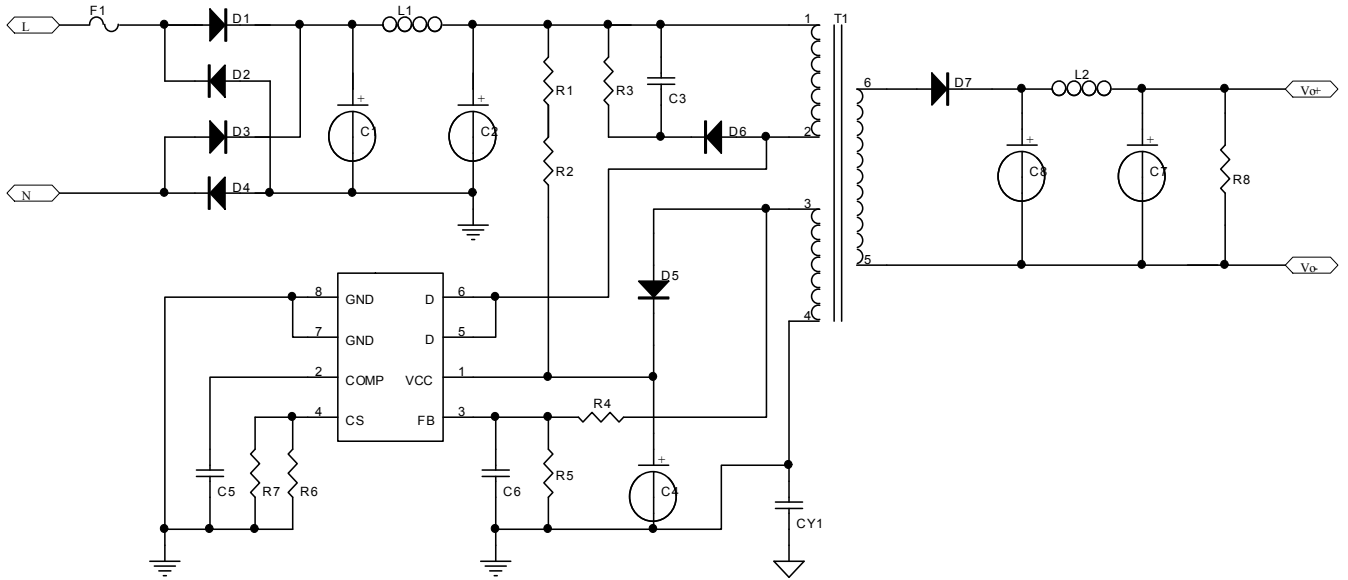 L
F1
D1
L1
1
T1
D2
R1
R3
C3
6
D7
L2
Vo+
D3
C1
C2
2
D6
R2
C8
C7
R8
N
D4
3
5
Vo-
D5
4
8
GND
D
6
7
GND
D
5
2
COMP
VCC
1
4
CS
FB
3
R4
C5
R7
R6
C6
R5
C4
CY1